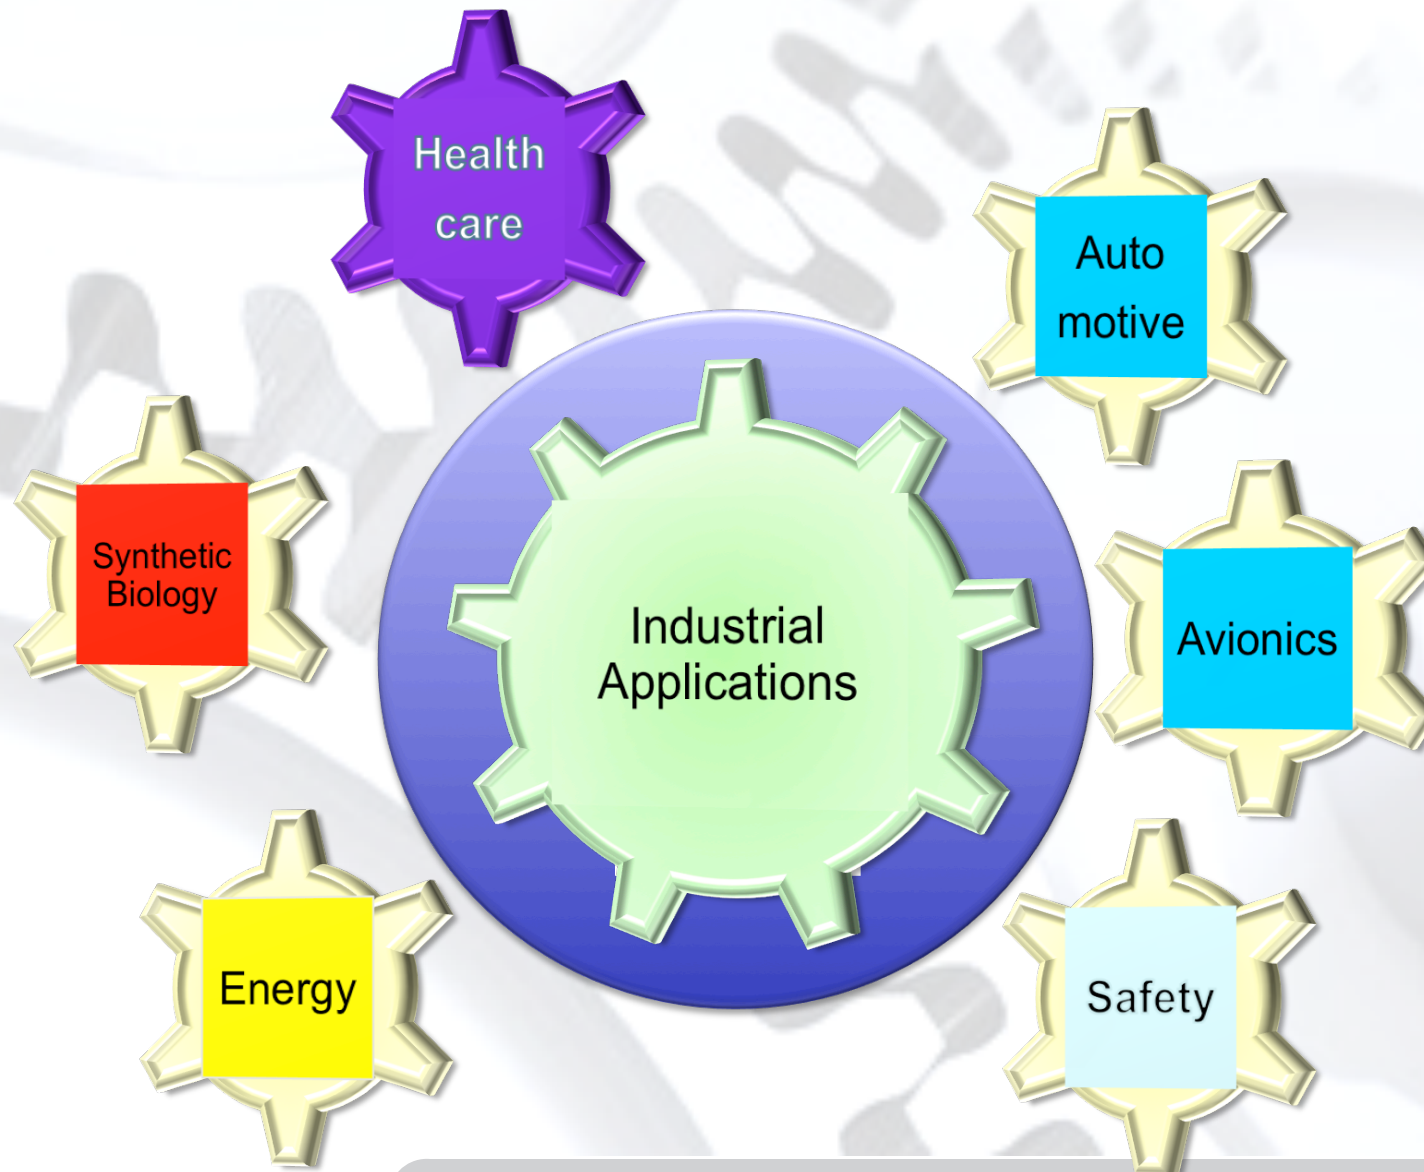 Health
care
Auto
motive
Synthetic
Biology
Industrial
Applications
Avionics
Energy
Safety